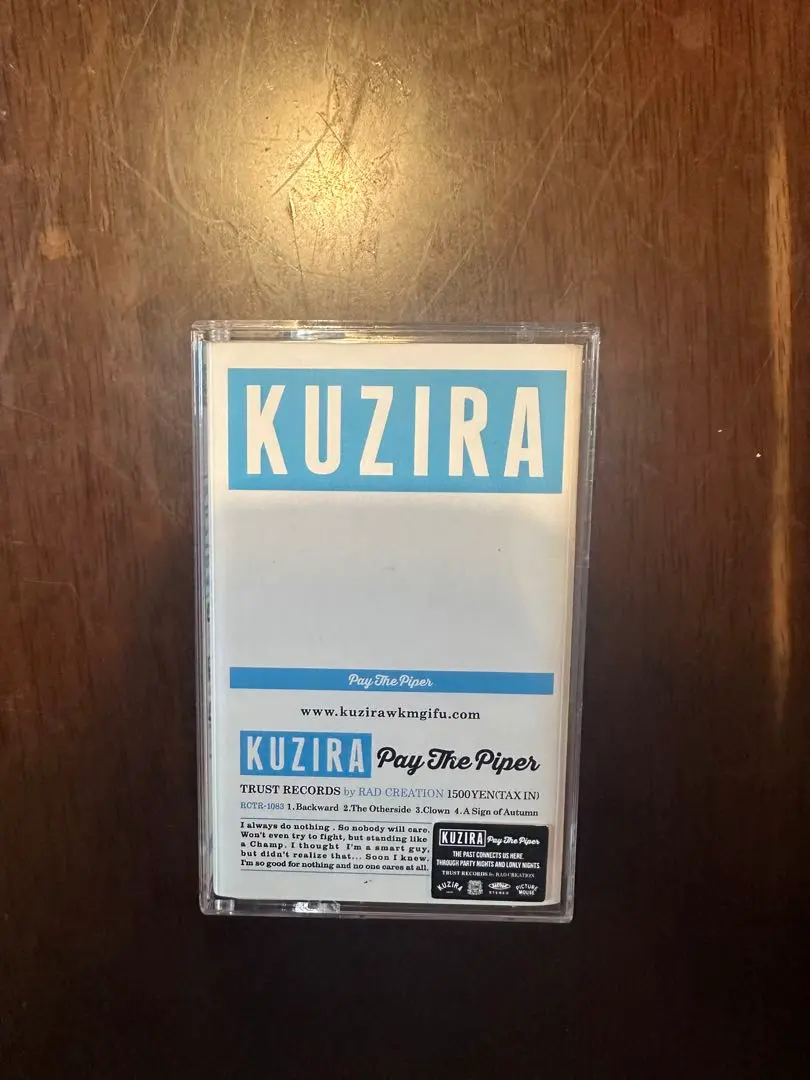 KUZIRA
Pay The Piper
www.kuzirawkmgifu.com
KUZIRA Pay The Piper
TRUST RECORDS by RAD CREATION 1500YEN(TAX IN)
RCTR-1083 1.Backward 2.The Otherside 3.Clown 4.A Sign of Autumn
I always do nothing . So nobody will care.
Won't even try to fight, but standing like
a Champ. I thought I'm a smart guy,
but didn't realize that... Soon I knew.
I'm so good for nothing and no one cares at all.
KUZIRA Pay The Piper
THE PAST CONNECTS US HERE.
THROUGH PARTY NIGHTS AND LONLY NIGHTS.
TRUST RECORDS by RAD CREATION
KUZIRA
STEREO
PICTURE
MOUSE